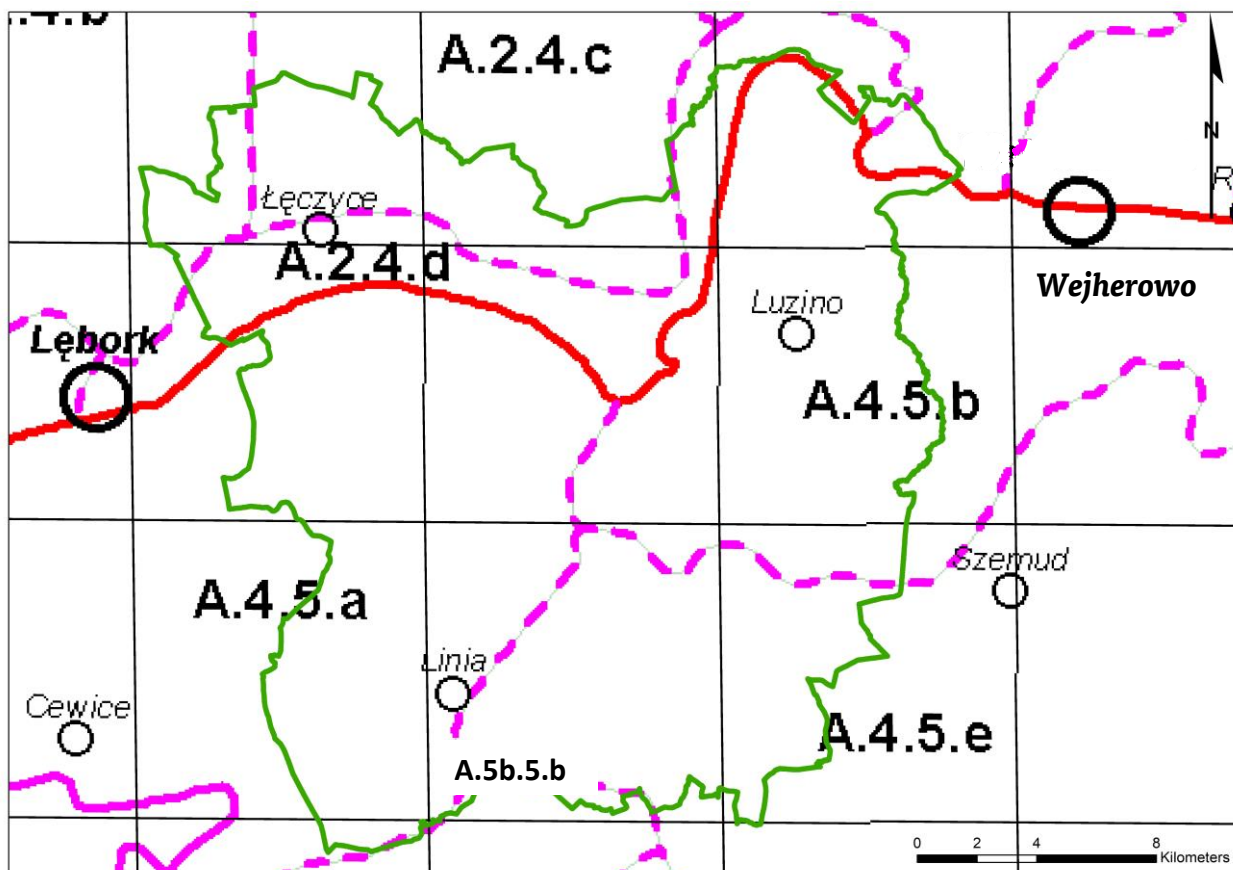 A.2.4.c
N
Łęczyce
A.2.4.d
Wejherowo
Luzino
Lębork
A.4.5.b
Szemud
A.4.5.a
Linia
Cewice
A.4.5.e
A.5b.5.b
0 2 4 8
Kilometers